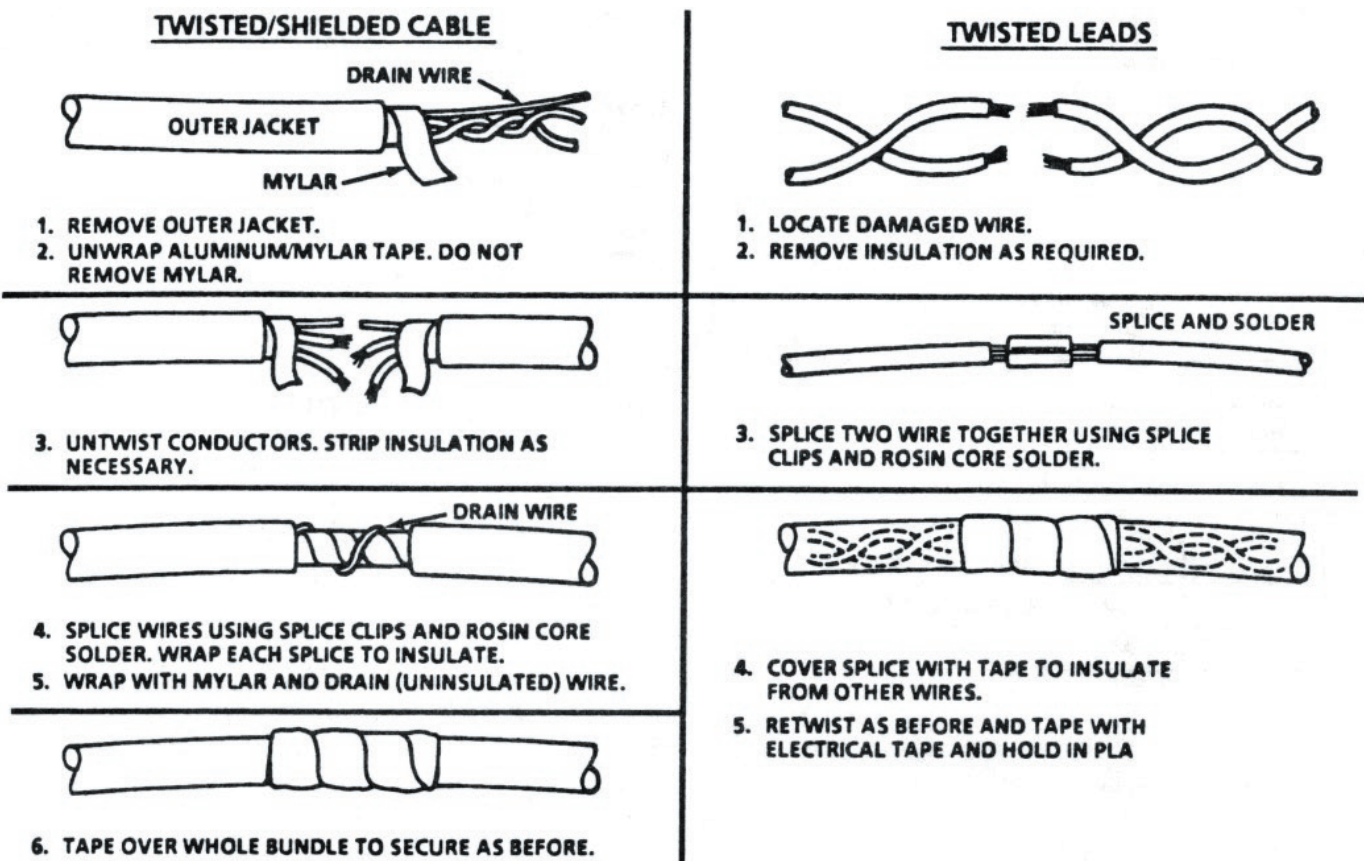 TWISTED/SHIELDED CABLE
DRAIN WIRE
OUTER JACKET
MYLAR
1. REMOVE OUTER JACKET.
2. UNWRAP ALUMINUM/MYLAR TAPE. DO NOT
REMOVE MYLAR.
3. UNTWIST CONDUCTORS. STRIP INSULATION AS
NECESSARY.
DRAIN WIRE
4. SPLICE WIRES USING SPLICE CLIPS AND ROSIN CORE
SOLDER. WRAP EACH SPLICE TO INSULATE.
5. WRAP WITH MYLAR AND DRAIN (UNINSULATED) WIRE.
6. TAPE OVER WHOLE BUNDLE TO SECURE AS BEFORE.
TWISTED LEADS
1. LOCATE DAMAGED WIRE.
2. REMOVE INSULATION AS REQUIRED.
SPLICE AND SOLDER
3. SPLICE TWO WIRE TOGETHER USING SPLICE
CLIPS AND ROSIN CORE SOLDER.
4. COVER SPLICE WITH TAPE TO INSULATE
FROM OTHER WIRES.
5. RETWIST AS BEFORE AND TAPE WITH
ELECTRICAL TAPE AND HOLD IN PLA